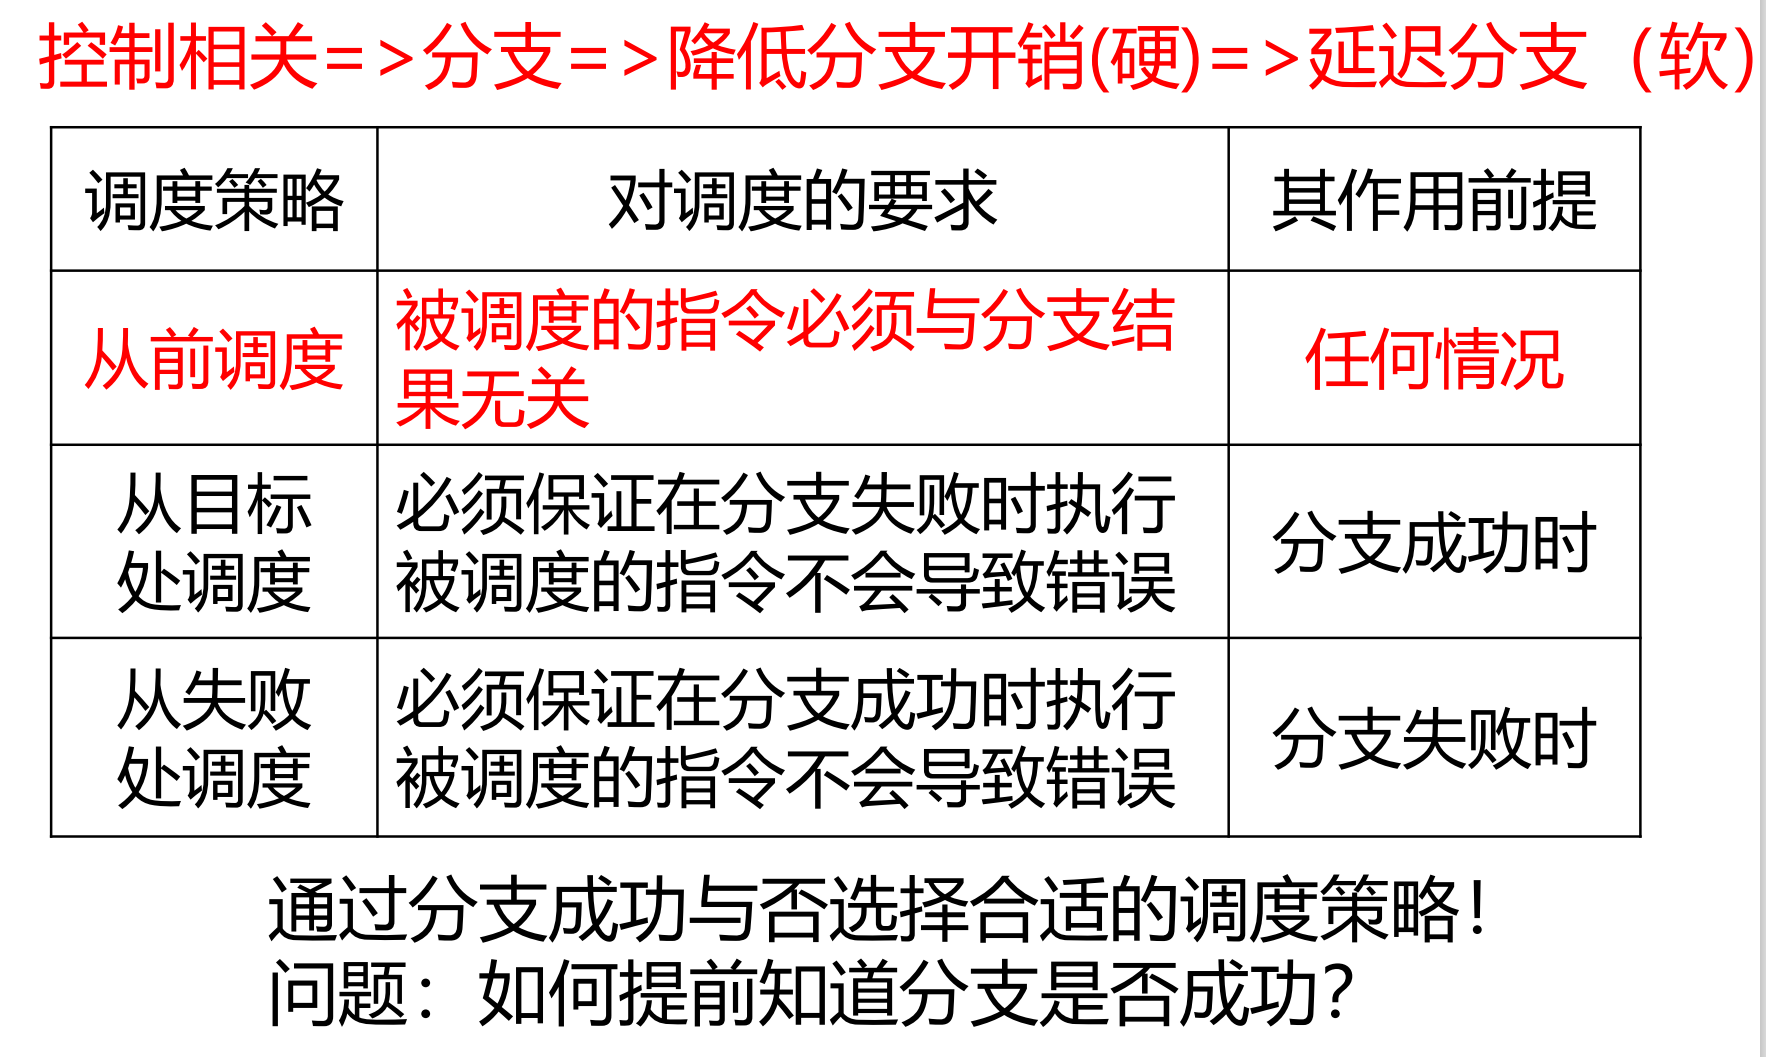 控制相关=>分支=>降低分支开销(硬)=>延迟分支（软）
调度策略
对调度的要求
其作用前提
从前调度
被调度的指令必须与分支结
果无关
任何情况
从目标
处调度
必须保证在分支失败时执行
被调度的指令不会导致错误
分支成功时
从失败
处调度
必须保证在分支成功时执行
被调度的指令不会导致错误
分支失败时
通过分支成功与否选择合适的调度策略！
问题：如何提前知道分支是否成功？